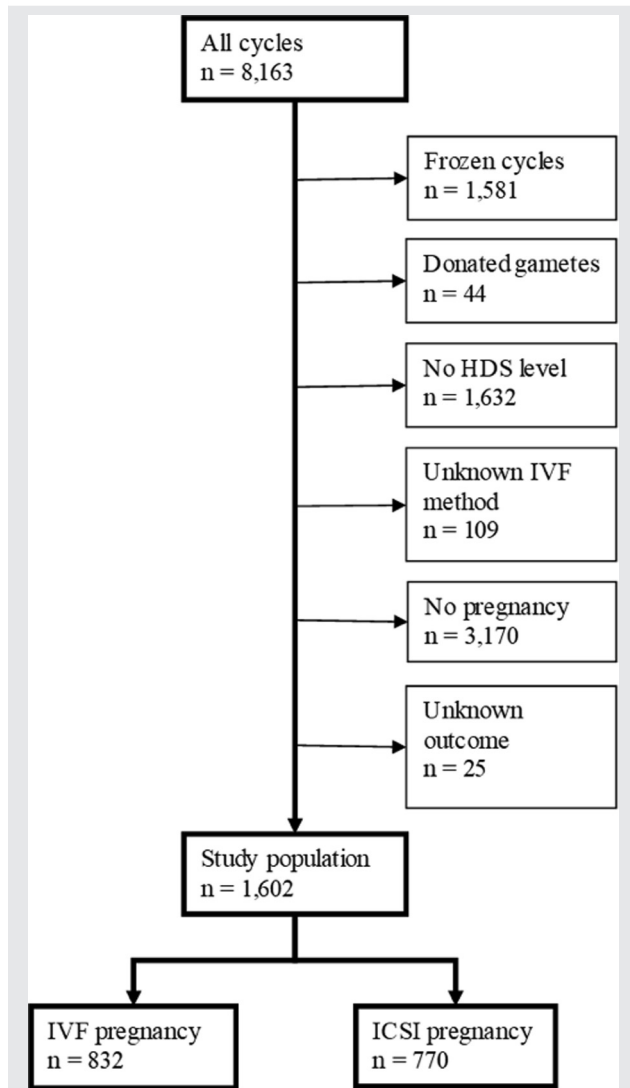 All cycles
n = 8,163
Frozen cycles
n = 1,581
Donated gametes
n = 44
No HDS level
n = 1,632
Unknown IVF
method
n = 109
No pregnancy
n = 3,170
Unknown
outcome
n = 25
Study population
n = 1,602
IVF pregnancy
n = 832
ICSI pregnancy
n = 770